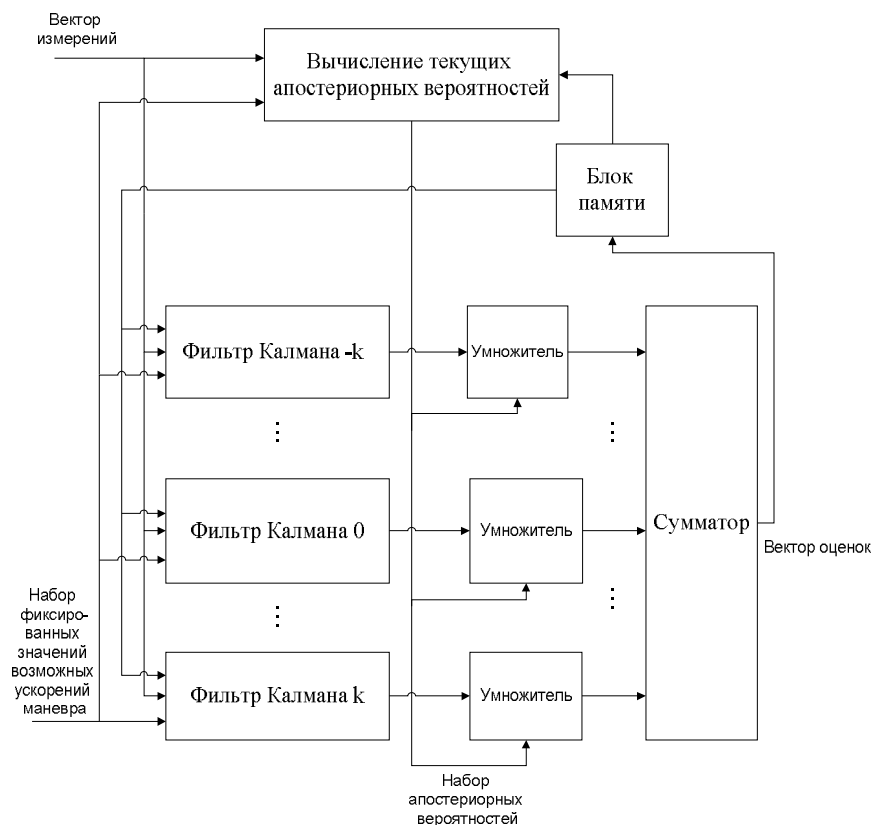 Вектор
измерений
Вычисление текущих
апостериорных вероятностей
Блок
памяти
Фильтр Калмана -k
Умножитель
Фильтр Калмана 0
Умножитель
Сумматор
Вектор оценок
Набор
фиксиро-
ванных
значений
возможных
ускорений
маневра
Фильтр Калмана k
Умножитель
Набор
апостериорных
вероятностей